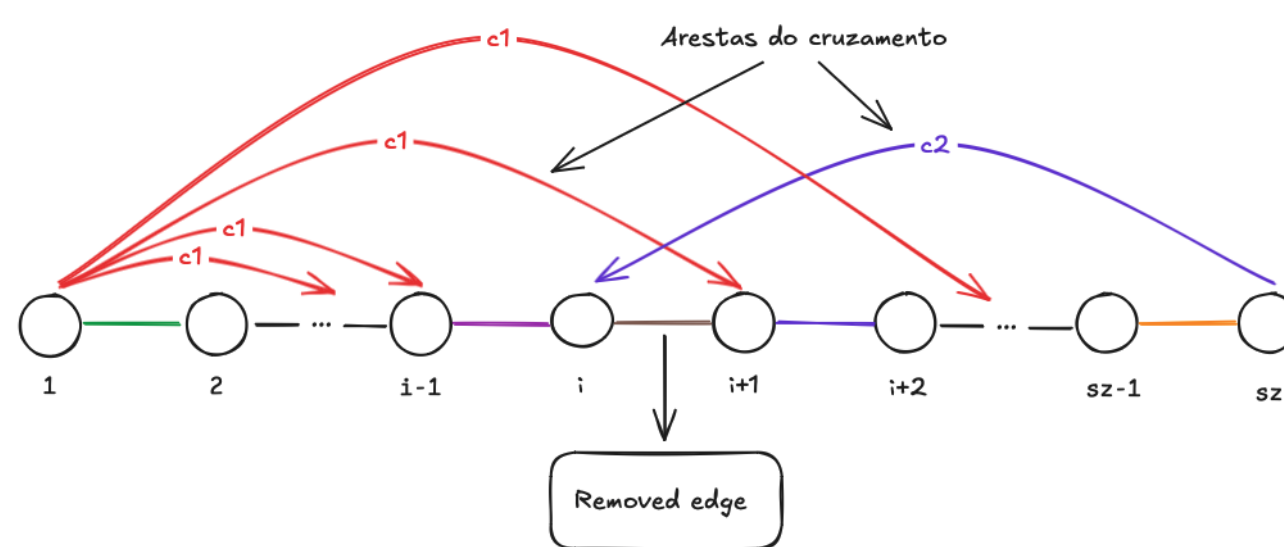 c1
Arestas do cruzamento
c1
c2
c1
c1
...
...
1
2
i-1
i
i+1
i+2
sz-1
sz
Removed edge